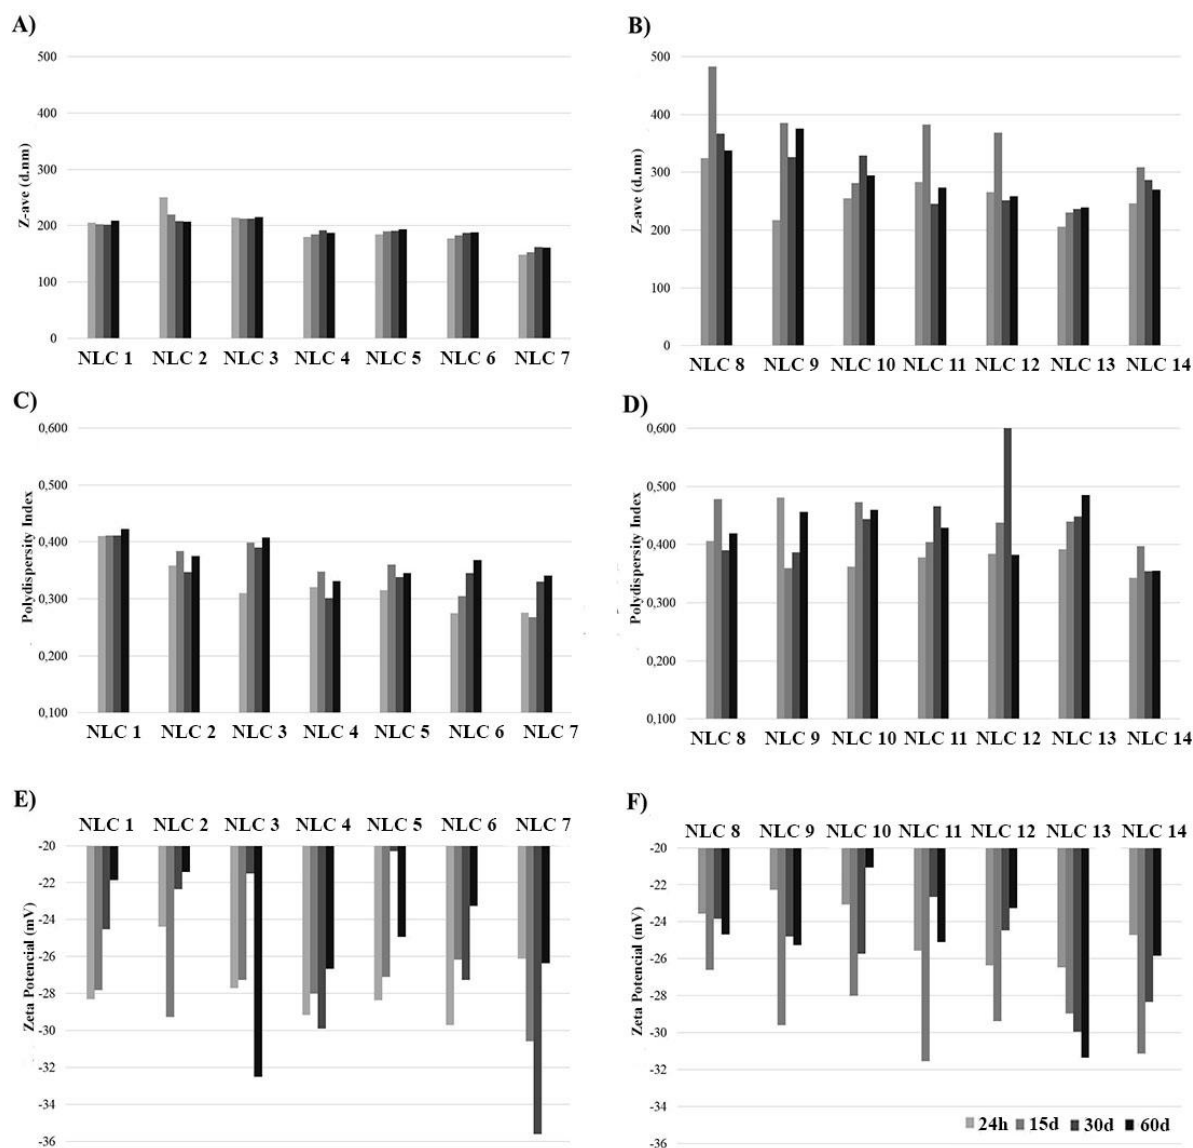 A)
500
400
300
200
100
0
Z-ave (d.nm)
NLC 1 NLC 2 NLC 3 NLC 4 NLC 5 NLC 6 NLC 7
B)
500
400
300
200
100
0
Z-ave (d.nm)
NLC 8 NLC 9 NLC 10 NLC 11 NLC 12 NLC 13 NLC 14
C)
0,600
0,500
0,400
0,300
0,200
0,100
Polydispersity Index
NLC 1 NLC 2 NLC 3 NLC 4 NLC 5 NLC 6 NLC 7
D)
0,600
0,500
0,400
0,300
0,200
0,100
Polydispersity Index
NLC 8 NLC 9 NLC 10 NLC 11 NLC 12 NLC 13 NLC 14
E)
NLC 1 NLC 2 NLC 3 NLC 4 NLC 5 NLC 6 NLC 7
-20
-22
-24
-26
-28
-30
-32
-34
-36
Zeta Potencial (mV)
F)
NLC 8 NLC 9 NLC 10 NLC 11 NLC 12 NLC 13 NLC 14
-20
-22
-24
-26
-28
-30
-32
-34
-36
Zeta Potencial (mV)
24h 15d 30d 60d